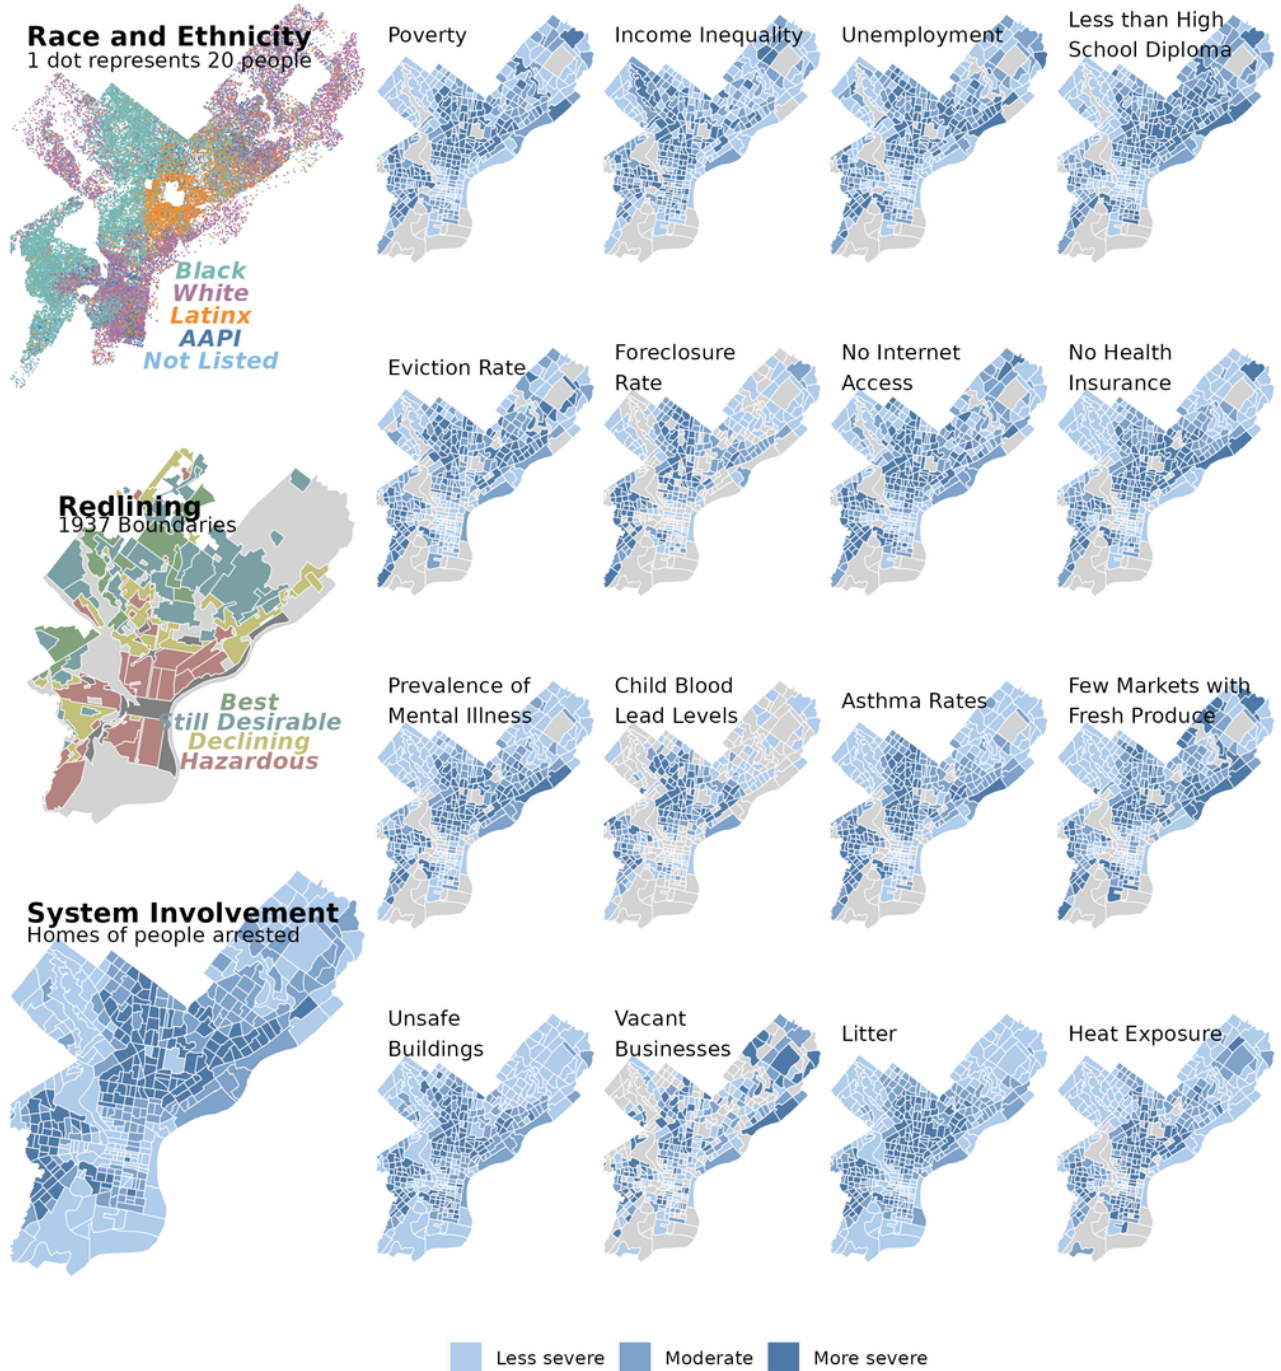 Race and Ethnicity
1 dot represents 20 people
Black
White
Latinx
AAPI
Not Listed
Redlining
1937 Boundaries
Best
Still Desirable
Declining
Hazardous
System Involvement
Homes of people arrested
Poverty
Income Inequality
Unemployment
Less than High
School Diploma
Eviction Rate
Foreclosure
Rate
No Internet
Access
No Health
Insurance
Prevalence of
Mental Illness
Child Blood
Lead Levels
Asthma Rates
Few Markets with
Fresh Produce
Unsafe
Buildings
Vacant
Businesses
Litter
Heat Exposure
Less severe
Moderate
More severe